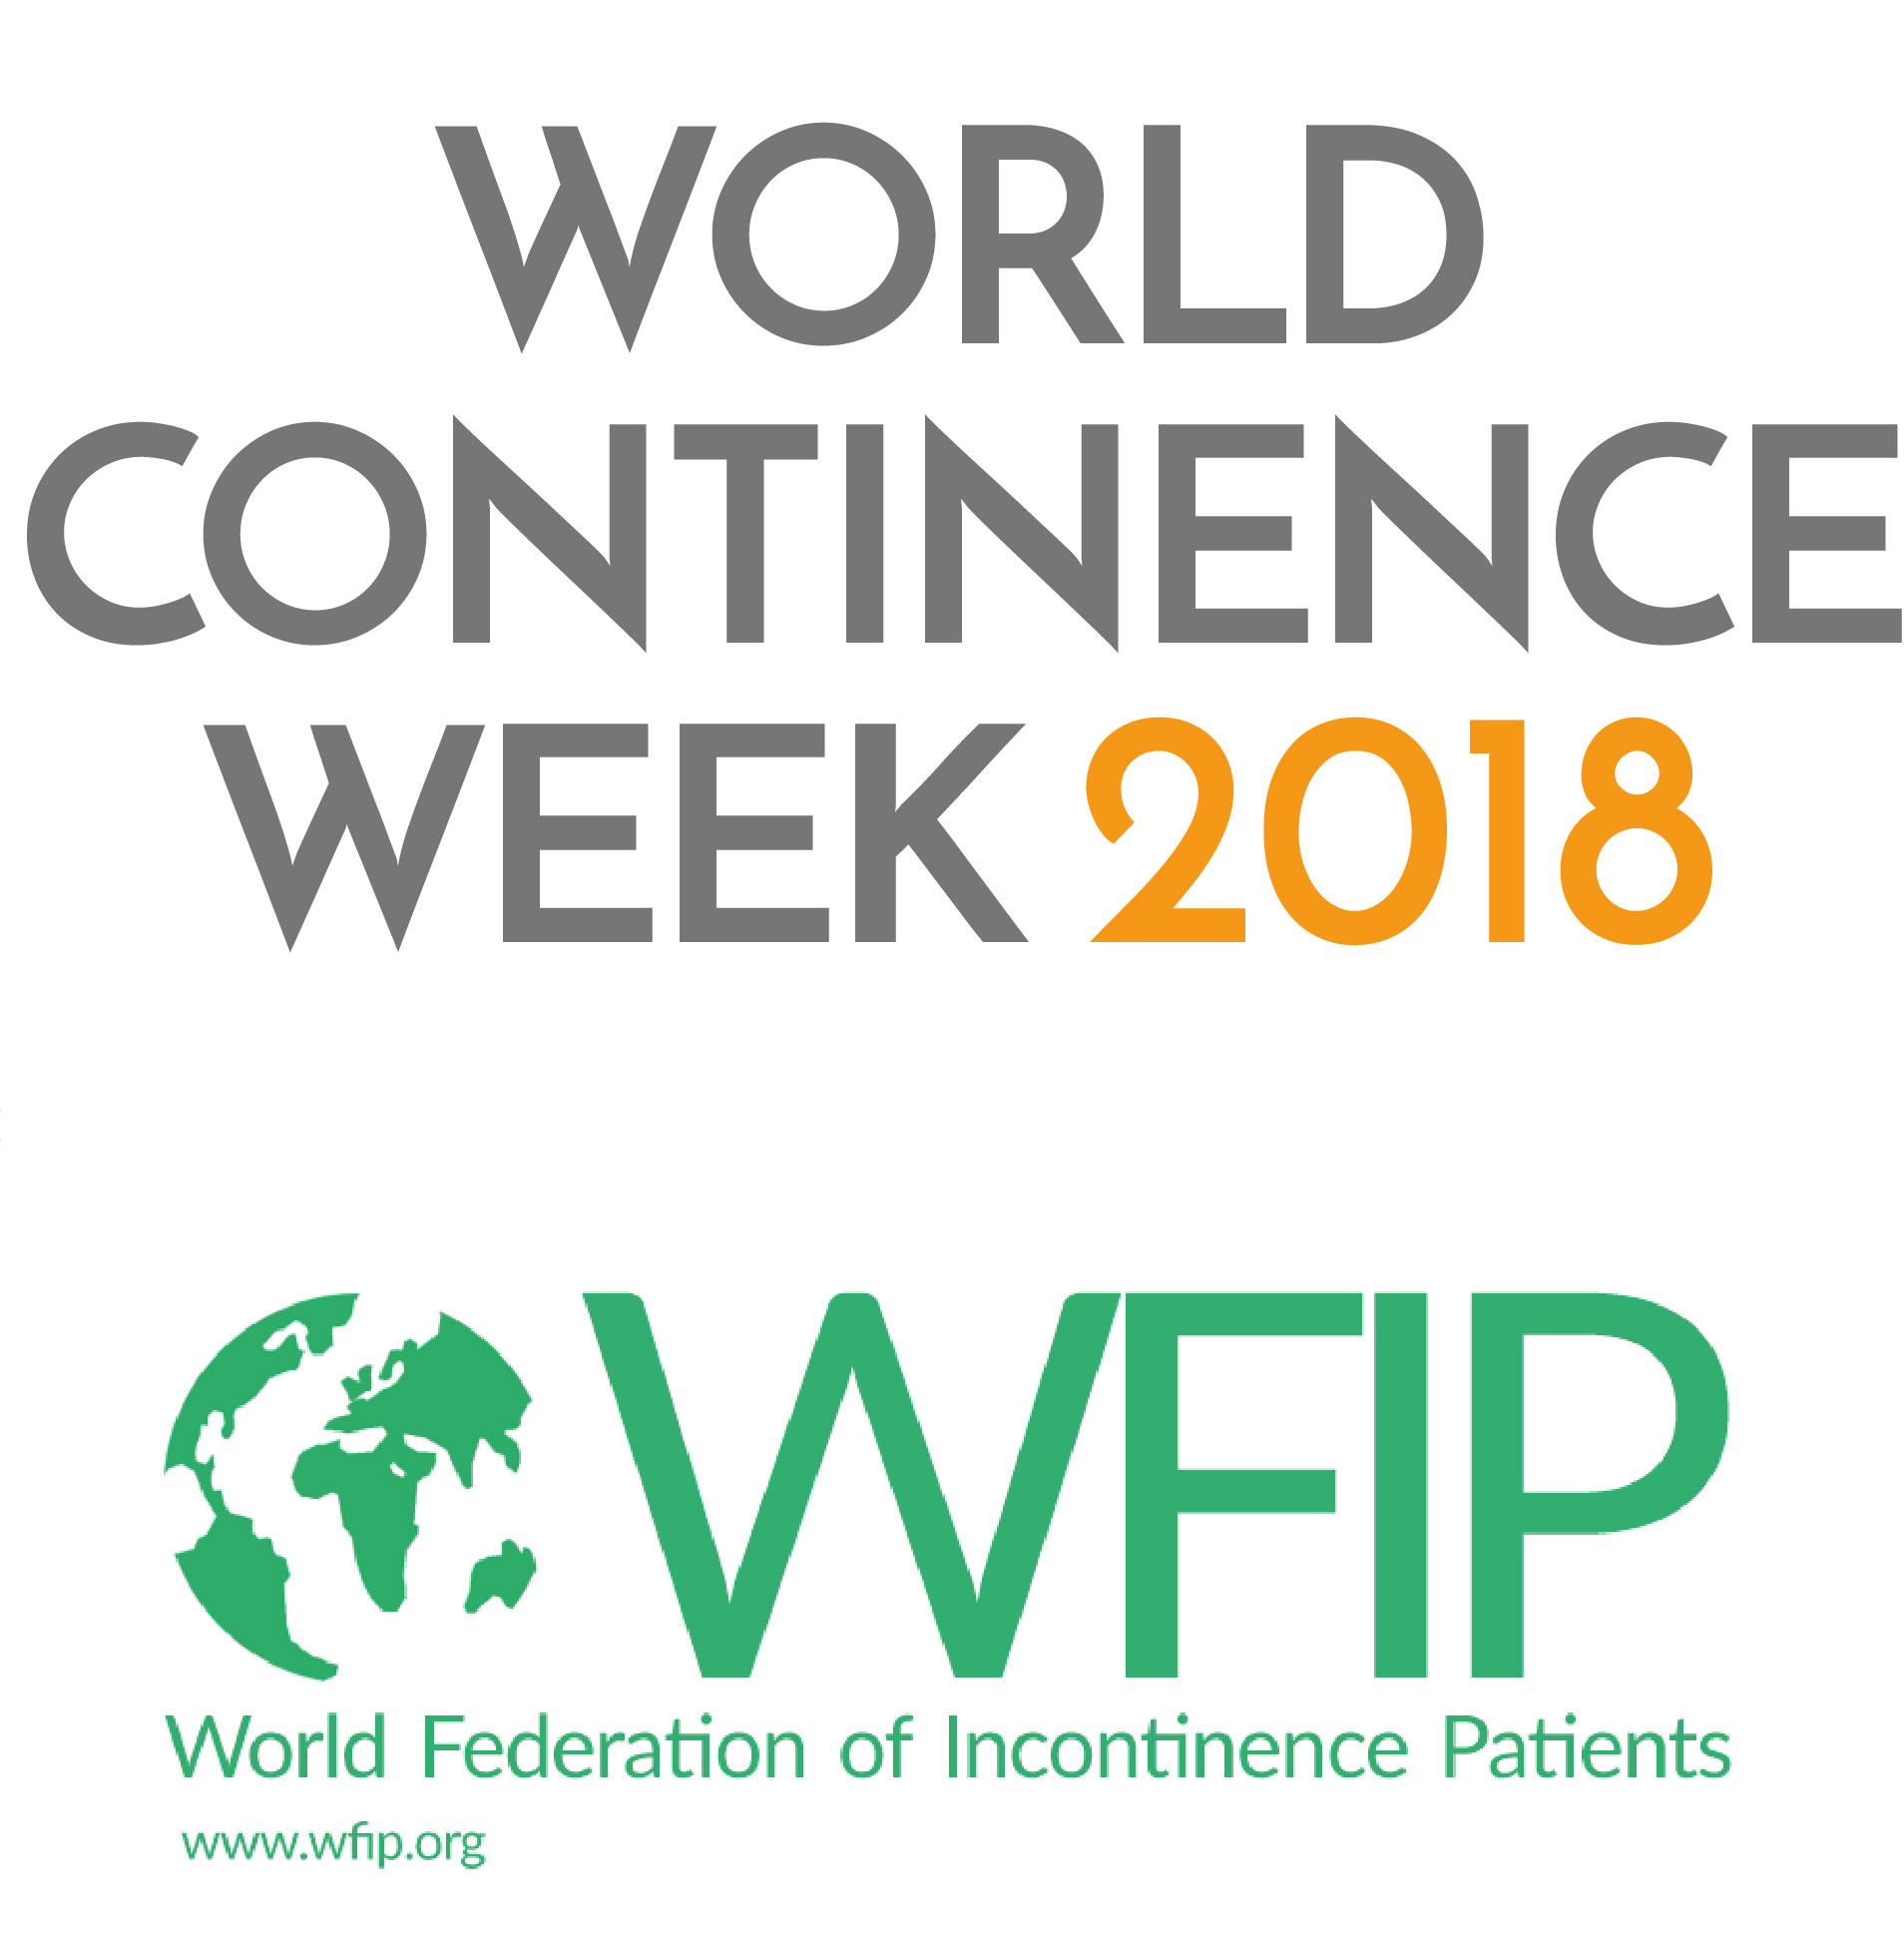 WORLD
CONTINENCE
WEEK 2018
WFIP
World Federation of Incontinence Patients
www.wfip.org